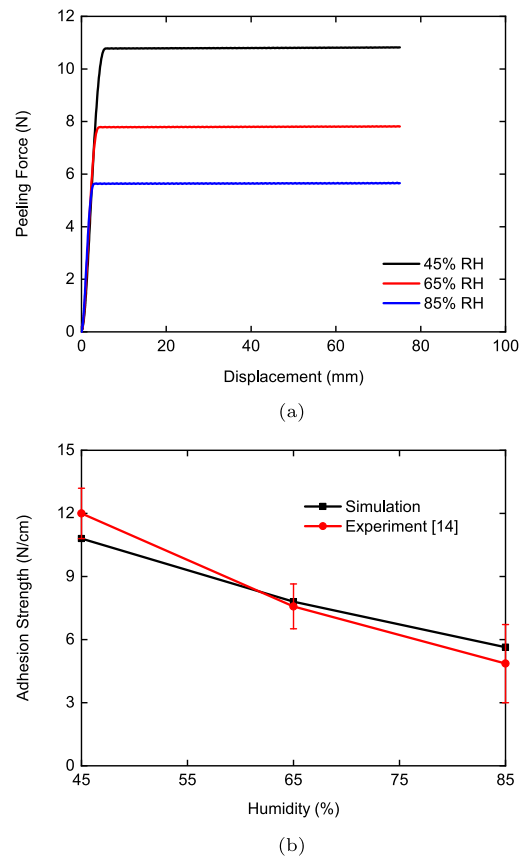 12
10
8
6
4
2
0
Peeling Force (N)
45% RH
65% RH
85% RH
0 20 40 60 80 100
Displacement (mm)
(a)
15
12
9
6
3
0
Adhesion Strength (N/cm)
Simulation
Experiment [14]
45 55 65 75 85
Humidity (%)
(b)